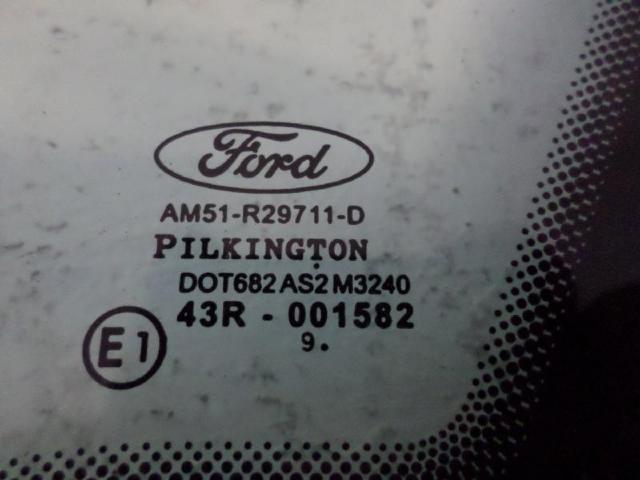 Ford
AM51-R29711-D
PILKINGTON
DOT682 AS2 M3240
43R - 001582
E1
9.